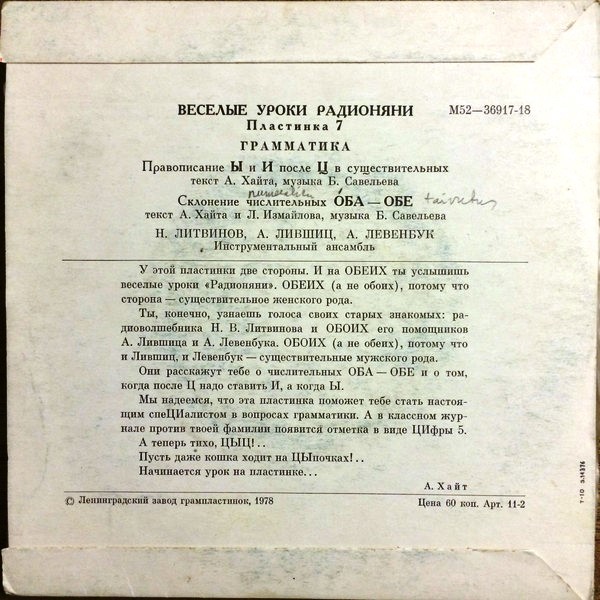 ВЕСЕЛЫЕ УРОКИ РАДИОНЯНИ М52—36917-18
Пластинка 7
ГРАММАТИКА
Правописание Ы и И после Ц в существительных
текст А. Хайта, музыка Б. Савельева
numeraalien
Склонение числительных ОБА — ОБЕ taivutus
текст А. Хайта и Л. Измайлова, музыка Б. Савельева
Н. ЛИТВИНОВ, А. ЛИВШИЦ, А. ЛЕВЕНБУК
Инструментальный ансамбль
У этой пластинки две стороны. И на ОБЕИХ ты услышишь
веселые уроки «Радионяни». ОБЕИХ (а не обоих), потому что
сторона — существительное женского рода.
Ты, конечно, узнаешь голоса своих старых знакомых: ра-
диоволшебника Н. В. Литвинова и ОБОИХ его помощников
А. Лившица и А. Левенбука. ОБОИХ (а не обеих), потому что
и Лившиц, и Левенбук — существительные мужского рода.
Они расскажут тебе о числительных ОБА — ОБЕ и о том,
когда после Ц надо ставить И, а когда Ы.
Мы надеемся, что эта пластинка поможет тебе стать настоя-
щим спеЦИалистом в вопросах грамматики. А в классном жур-
нале против твоей фамилии появится отметка в виде ЦИфры 5.
А теперь тихо, ЦЫЦ! . .
Пусть даже кошка ходит на ЦЫпочках! . .
Начинается урок на пластинке. . .
А. Хайт
© Ленинградский завод грампластинок, 1978 Цена 60 коп. Арт. 11-2
т-10 з.14376